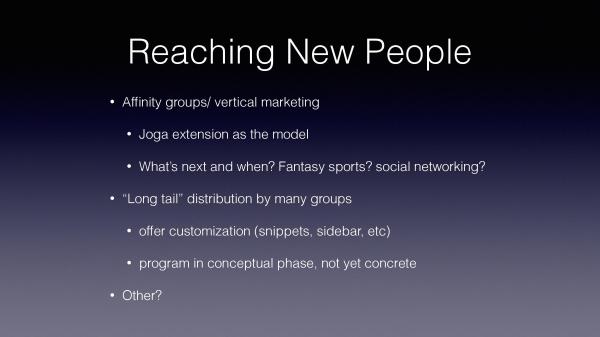 Reaching New People
• Affinity groups/ vertical marketing
• Joga extension as the model
• What's next and when? Fantasy sports? social networking?
• “Long tail” distribution by many groups
• offer customization (snippets, sidebar, etc)
• program in conceptual phase, not yet concrete
• Other?